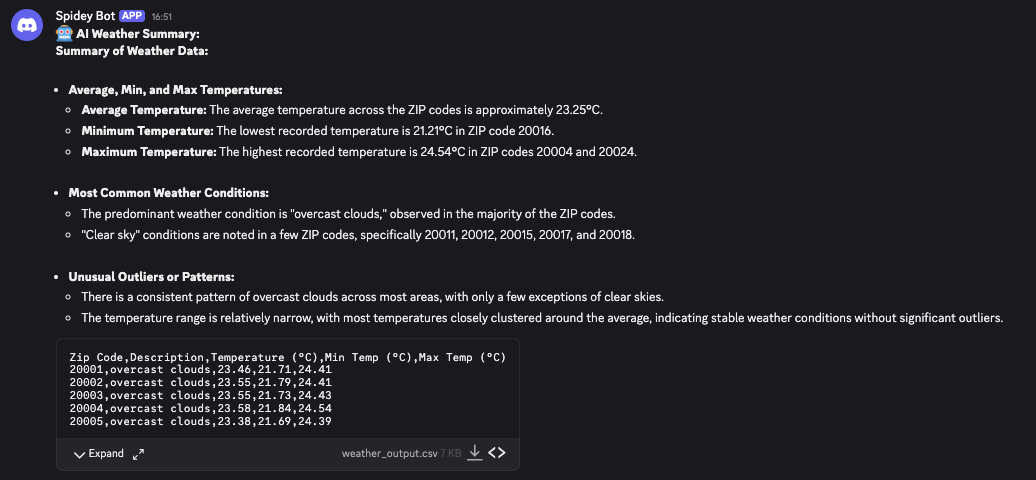 Spidey Bot APP 16:51
🤖 AI Weather Summary:
Summary of Weather Data:
• Average, Min, and Max Temperatures:
◦ Average Temperature: The average temperature across the ZIP codes is approximately 23.25°C.
◦ Minimum Temperature: The lowest recorded temperature is 21.21°C in ZIP code 20016.
◦ Maximum Temperature: The highest recorded temperature is 24.54°C in ZIP codes 20004 and 20024.
• Most Common Weather Conditions:
◦ The predominant weather condition is "overcast clouds," observed in the majority of the ZIP codes.
◦ "Clear sky" conditions are noted in a few ZIP codes, specifically 20011, 20012, 20015, 20017, and 20018.
• Unusual Outliers or Patterns:
◦ There is a consistent pattern of overcast clouds across most areas, with only a few exceptions of clear skies.
◦ The temperature range is relatively narrow, with most temperatures closely clustered around the average, indicating stable weather conditions without significant outliers.
Zip Code,Description,Temperature (°C),Min Temp (°C),Max Temp (°C)
20001,overcast clouds,23.46,21.71,24.41
20002,overcast clouds,23.55,21.79,24.41
20003,overcast clouds,23.55,21.73,24.43
20004,overcast clouds,23.58,21.84,24.54
20005,overcast clouds,23.38,21.69,24.39
Expand weather_output.csv 7 KB